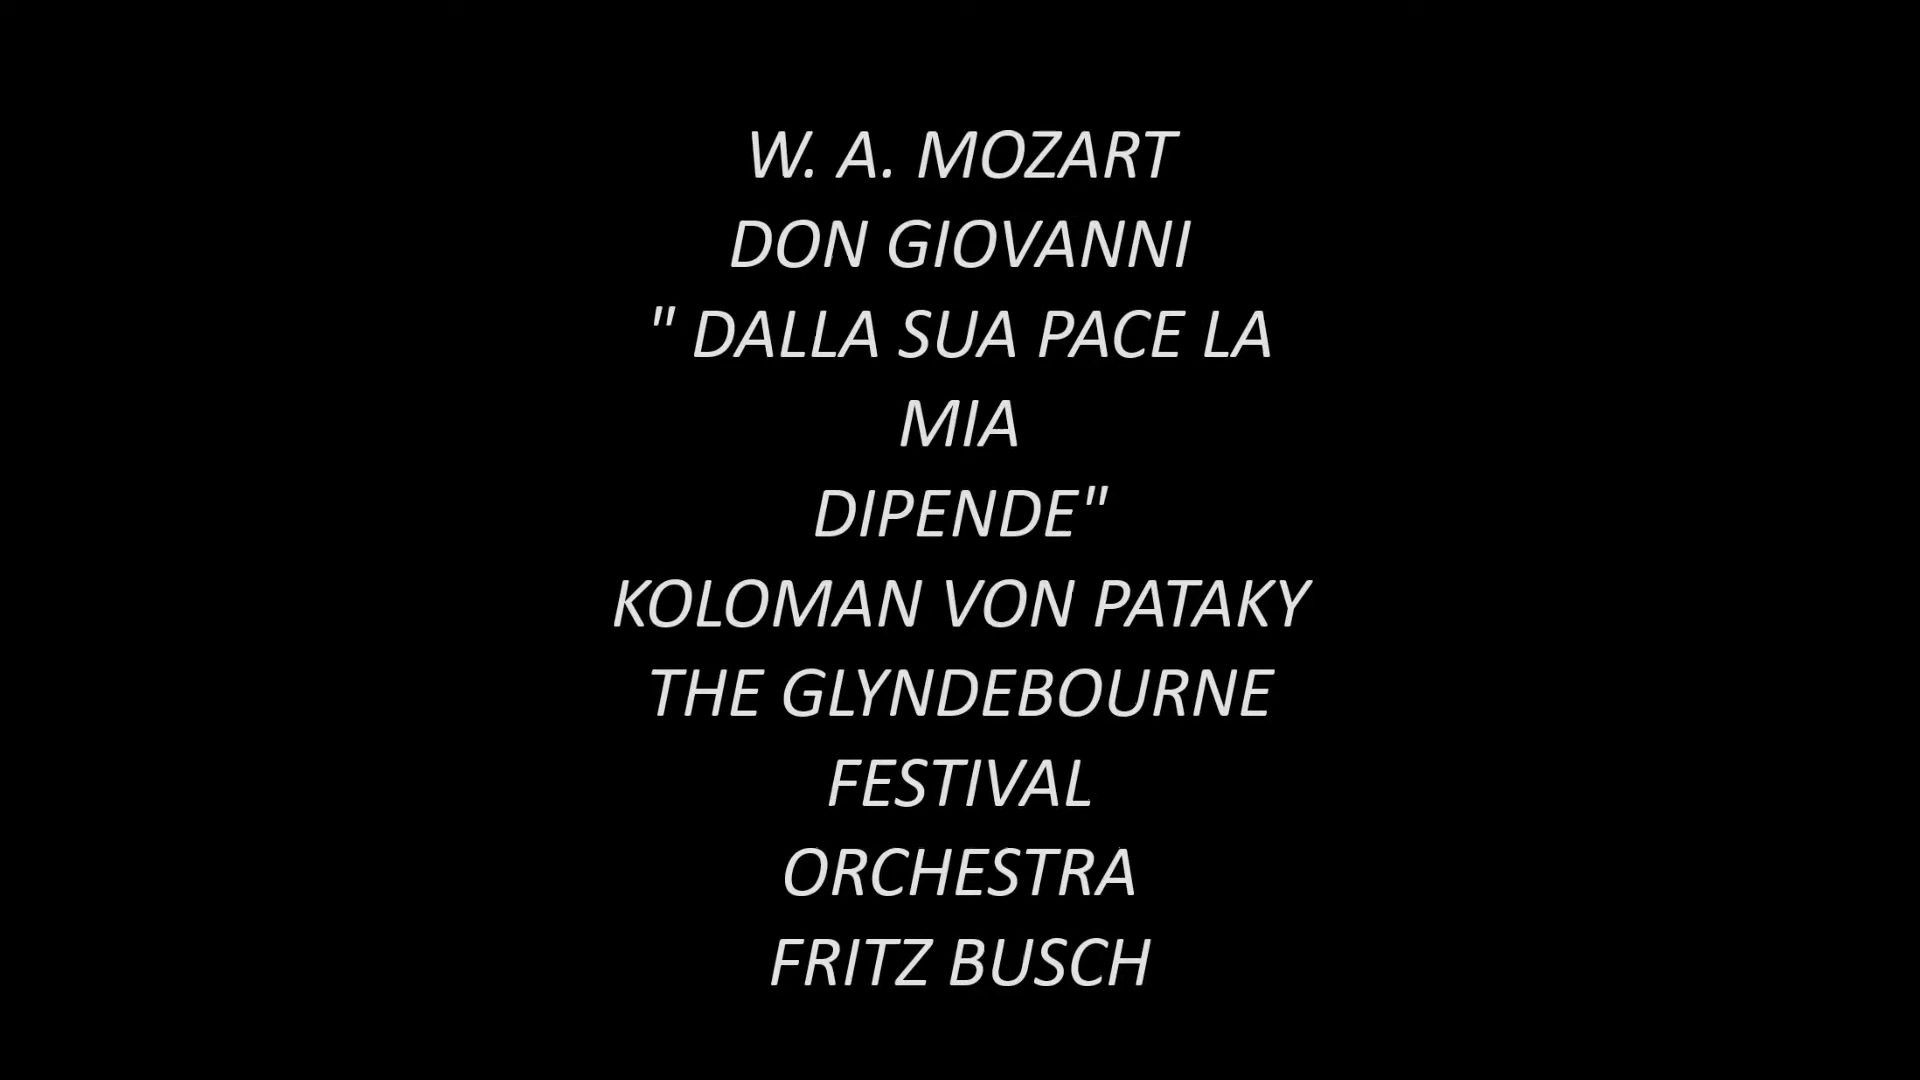 W. A. MOZART
DON GIOVANNI
" DALLA SUA PACE LA
MIA
DIPENDE"
KOLOMAN VON PATAKY
THE GLYNDEBOURNE
FESTIVAL
ORCHESTRA
FRITZ BUSCH